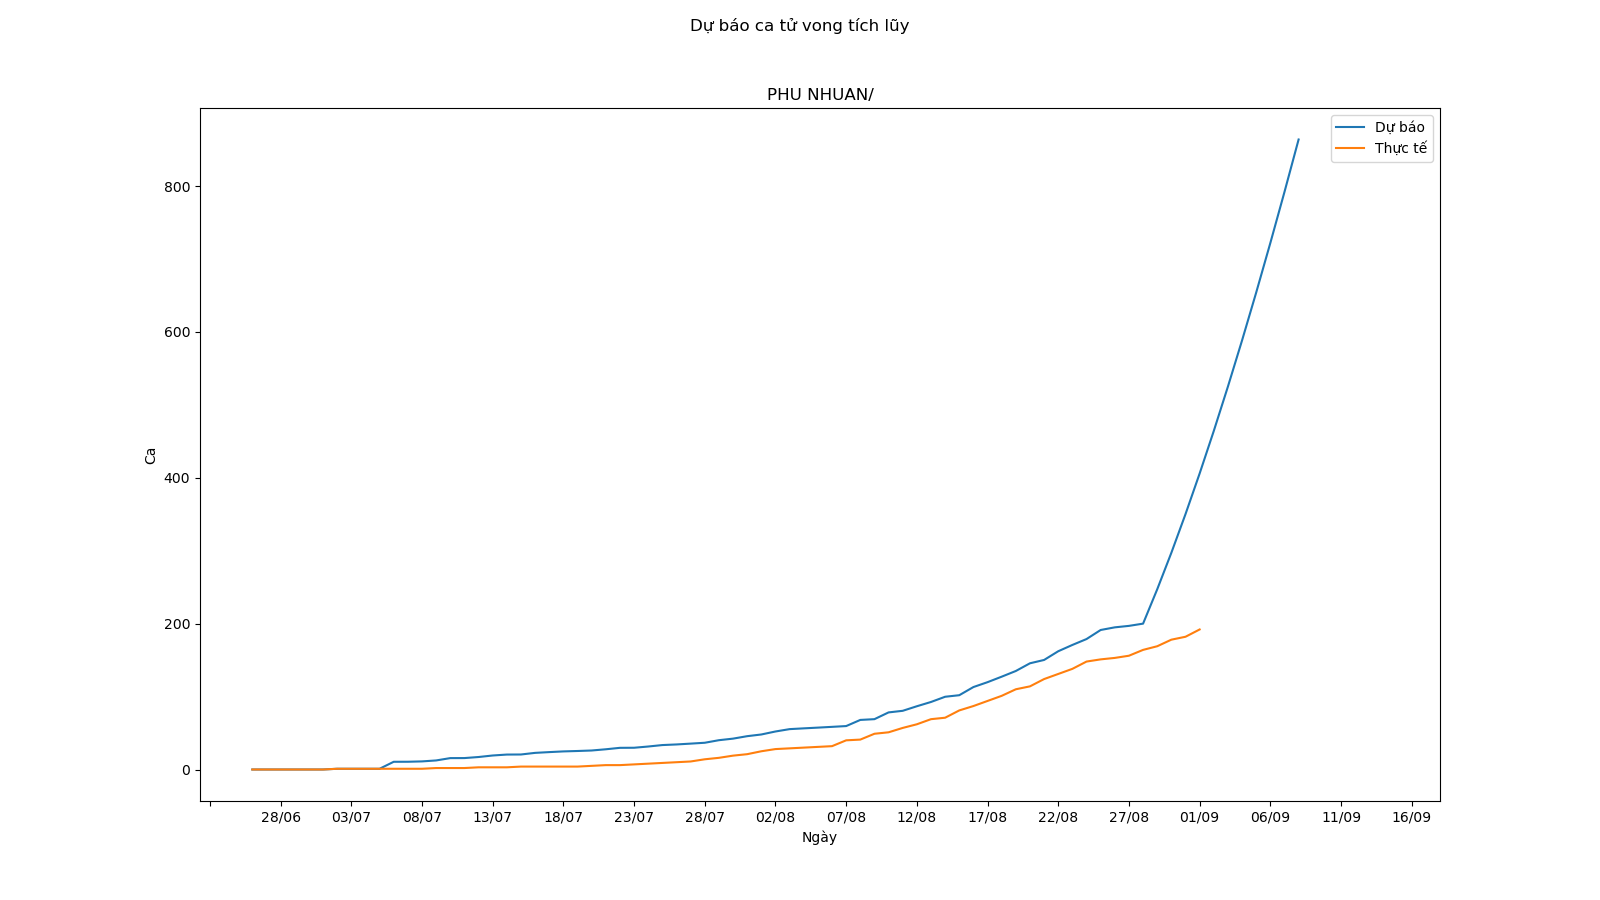 Dự báo ca tử vong tích lũy
PHU NHUAN/
Dự báo
Thực tế
800
600
400
200
0
Ca
28/06 03/07 08/07 13/07 18/07 23/07 28/07 02/08 07/08 12/08 17/08 22/08 27/08 01/09 06/09 11/09 16/09
Ngày